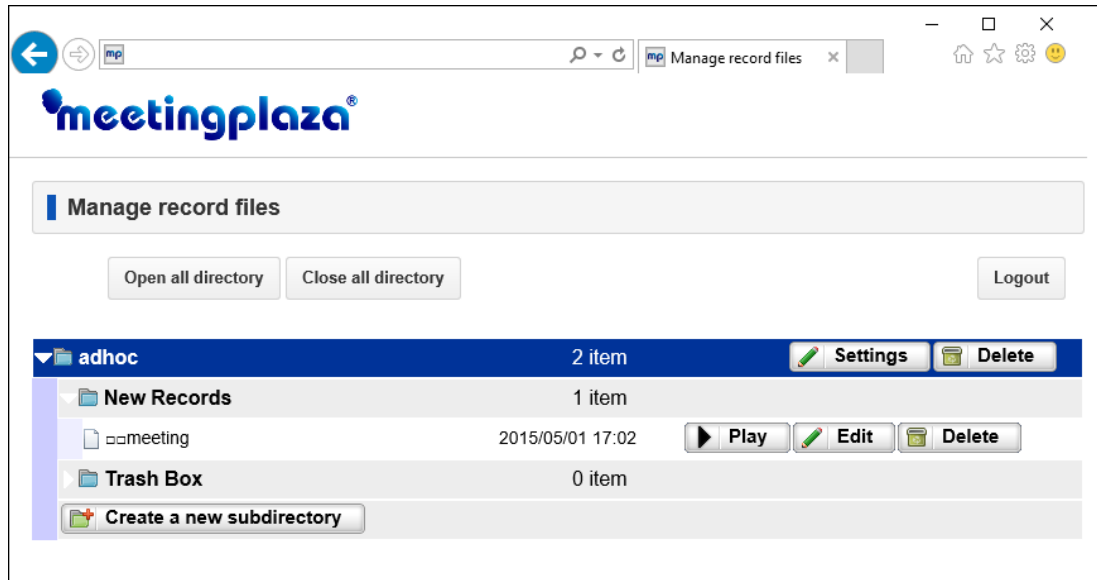 mp
mp Manage record files
meetingplaza®
Manage record files
Open all directory Close all directory Logout
adhoc 2 item Settings Delete
New Records 1 item
□□meeting 2015/05/01 17:02 Play Edit Delete
Trash Box 0 item
Create a new subdirectory